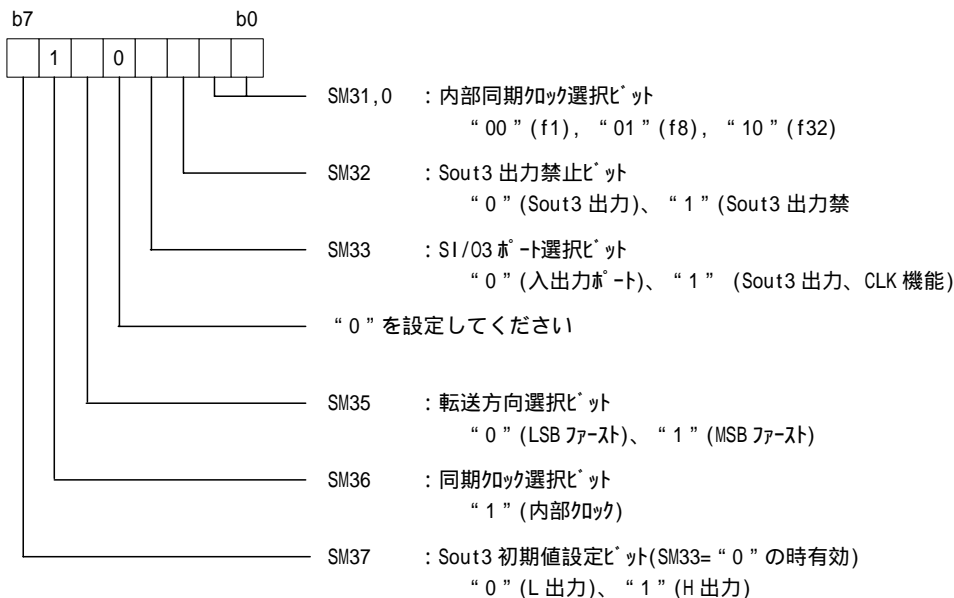 b7 b0
1 0
SM31,0 :内部同期ｸﾛｯｸ選択ﾋﾞｯﾄ
“00”(f1), “01”(f8), “10”(f32)
SM32 :Sout3 出力禁止ﾋﾞｯﾄ
“0”(Sout3 出力)、“1”(Sout3 出力禁
SM33 :SI/O3 ﾎﾟｰﾄ選択ﾋﾞｯﾄ
“0”(入出力ﾎﾟｰﾄ)、“1” (Sout3 出力、CLK 機能)
“0”を設定してください
SM35 :転送方向選択ﾋﾞｯﾄ
“0”(LSB ﾌｧｰｽﾄ)、“1”(MSB ﾌｧｰｽﾄ)
SM36 :同期ｸﾛｯｸ選択ﾋﾞｯﾄ
“1”(内部ｸﾛｯｸ)
SM37 :Sout3 初期値設定ﾋﾞｯﾄ(SM33=“0”の時有効)
“0”(L 出力)、“1”(H 出力)